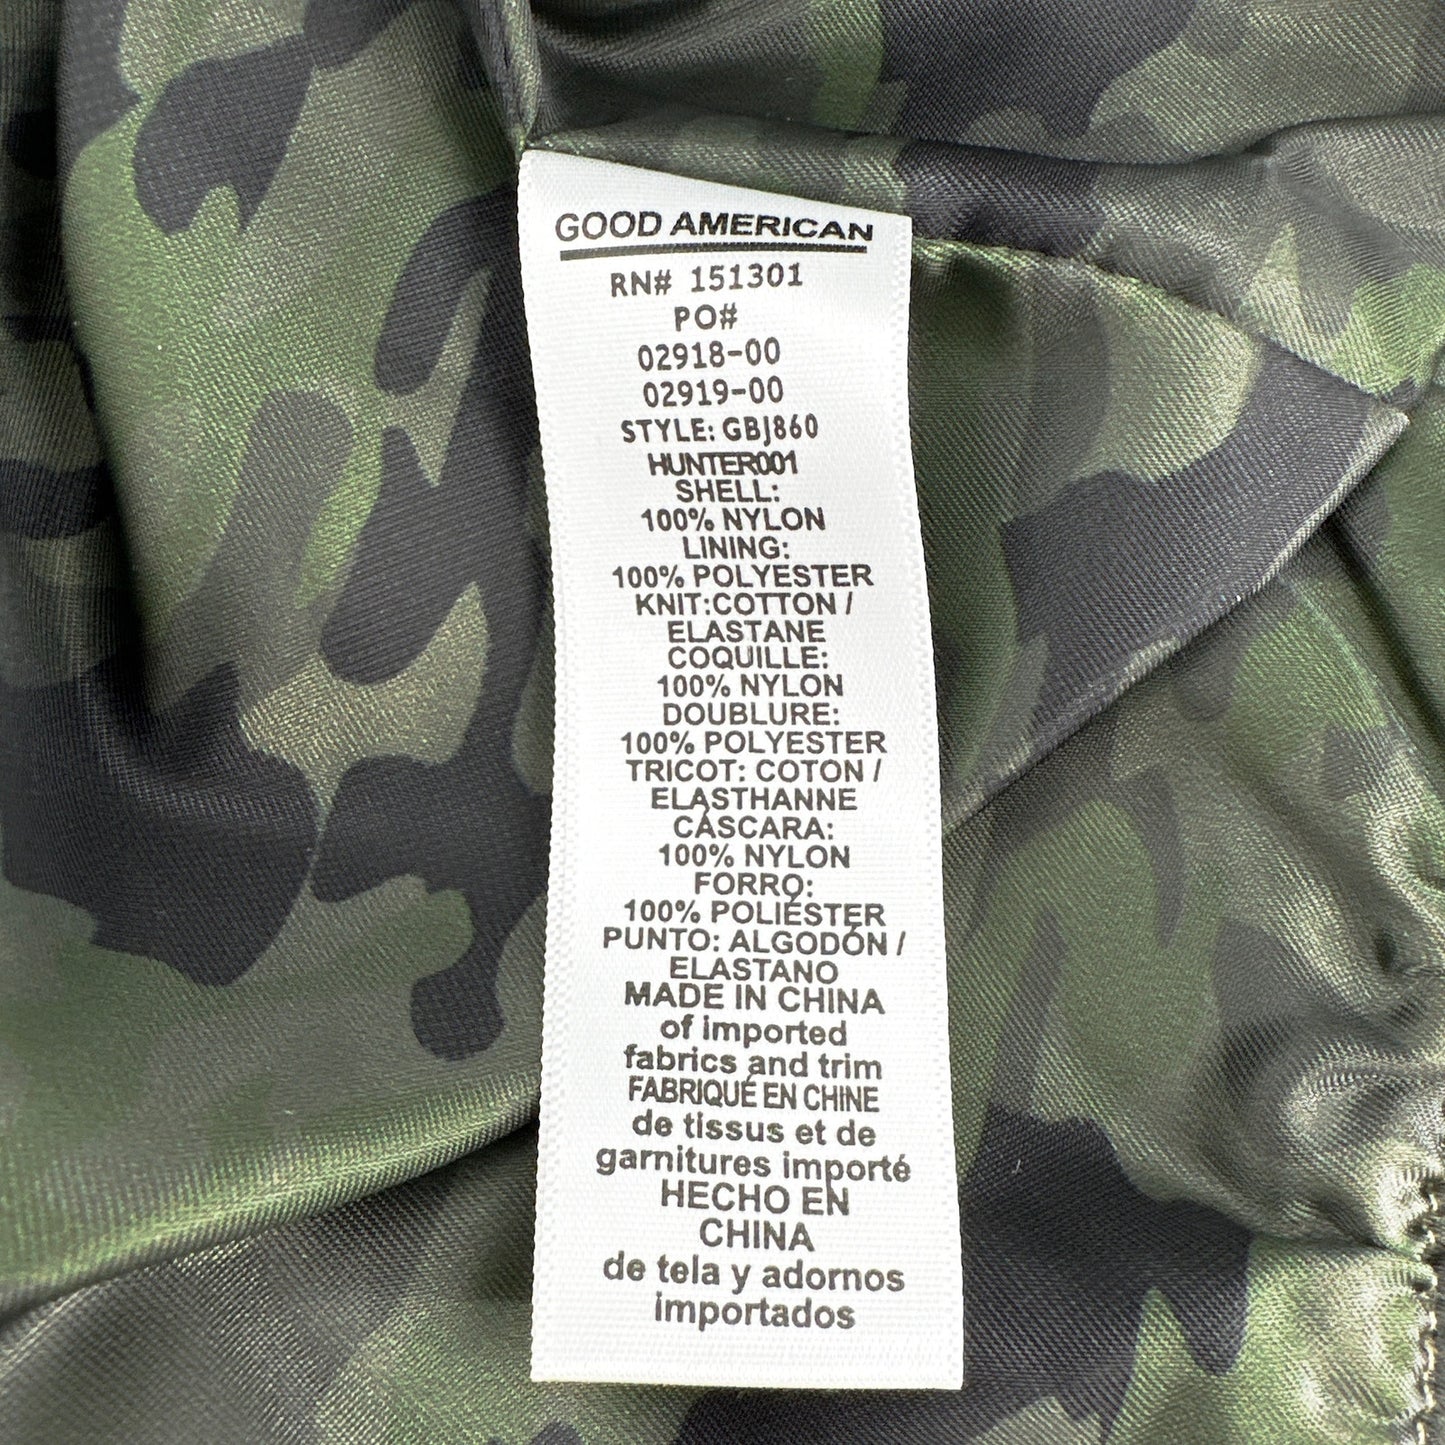 GOOD AMERICAN
RN# 151301
PO#
02918-00
02919-00
STYLE: GBJ860
HUNTER001
SHELL:
100% NYLON
LINING:
100% POLYESTER
KNIT:COTTON /
ELASTANE
COQUILLE:
100% NYLON
DOUBLURE:
100% POLYESTER
TRICOT: COTON /
ELASTHANNE
CÁSCARA:
100% NYLON
FORRO:
100% POLIÉSTER
PUNTO: ALGODÓN /
ELASTANO
MADE IN CHINA
of imported
fabrics and trim
FABRIQUÉ EN CHINE
de tissus et de
garnitures importé
HECHO EN
CHINA
de tela y adornos
importados